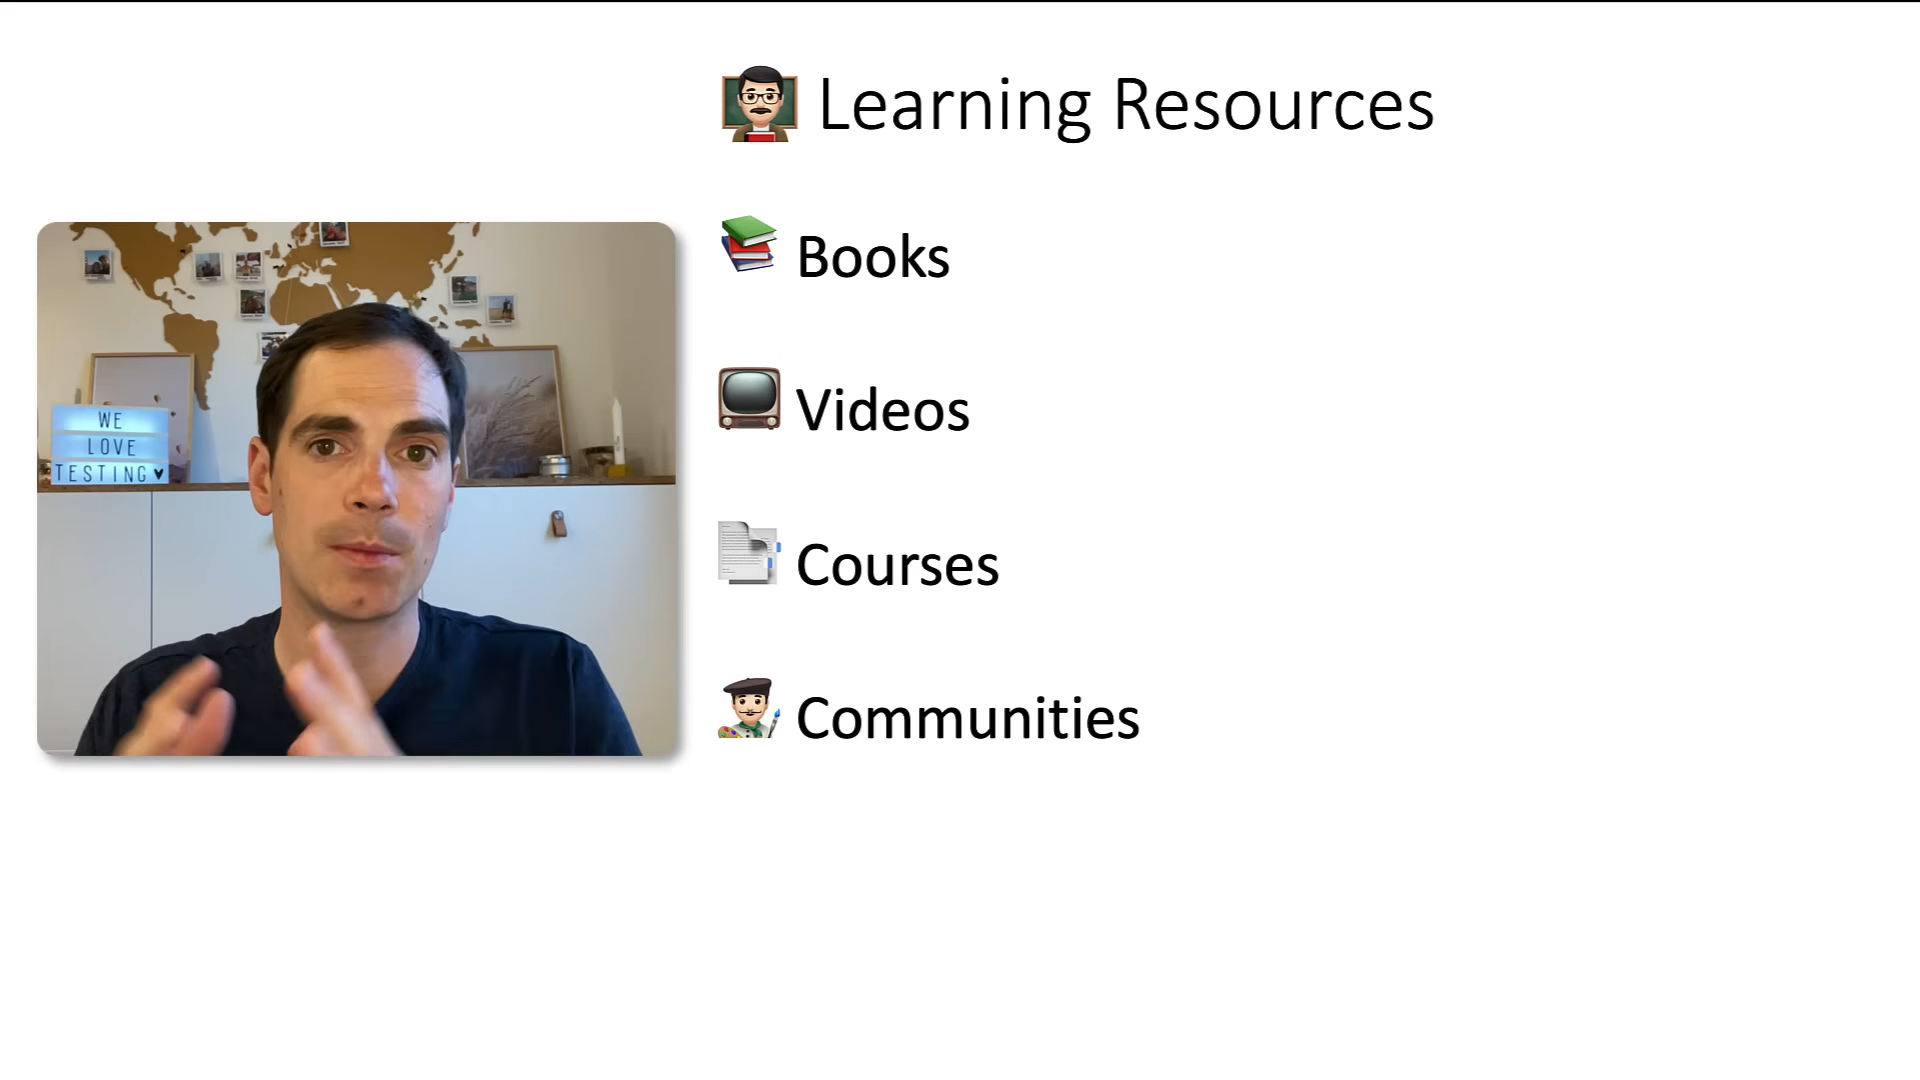 Learning Resources
Books
Videos
Courses
Communities
WE
LOVE
TESTING♥